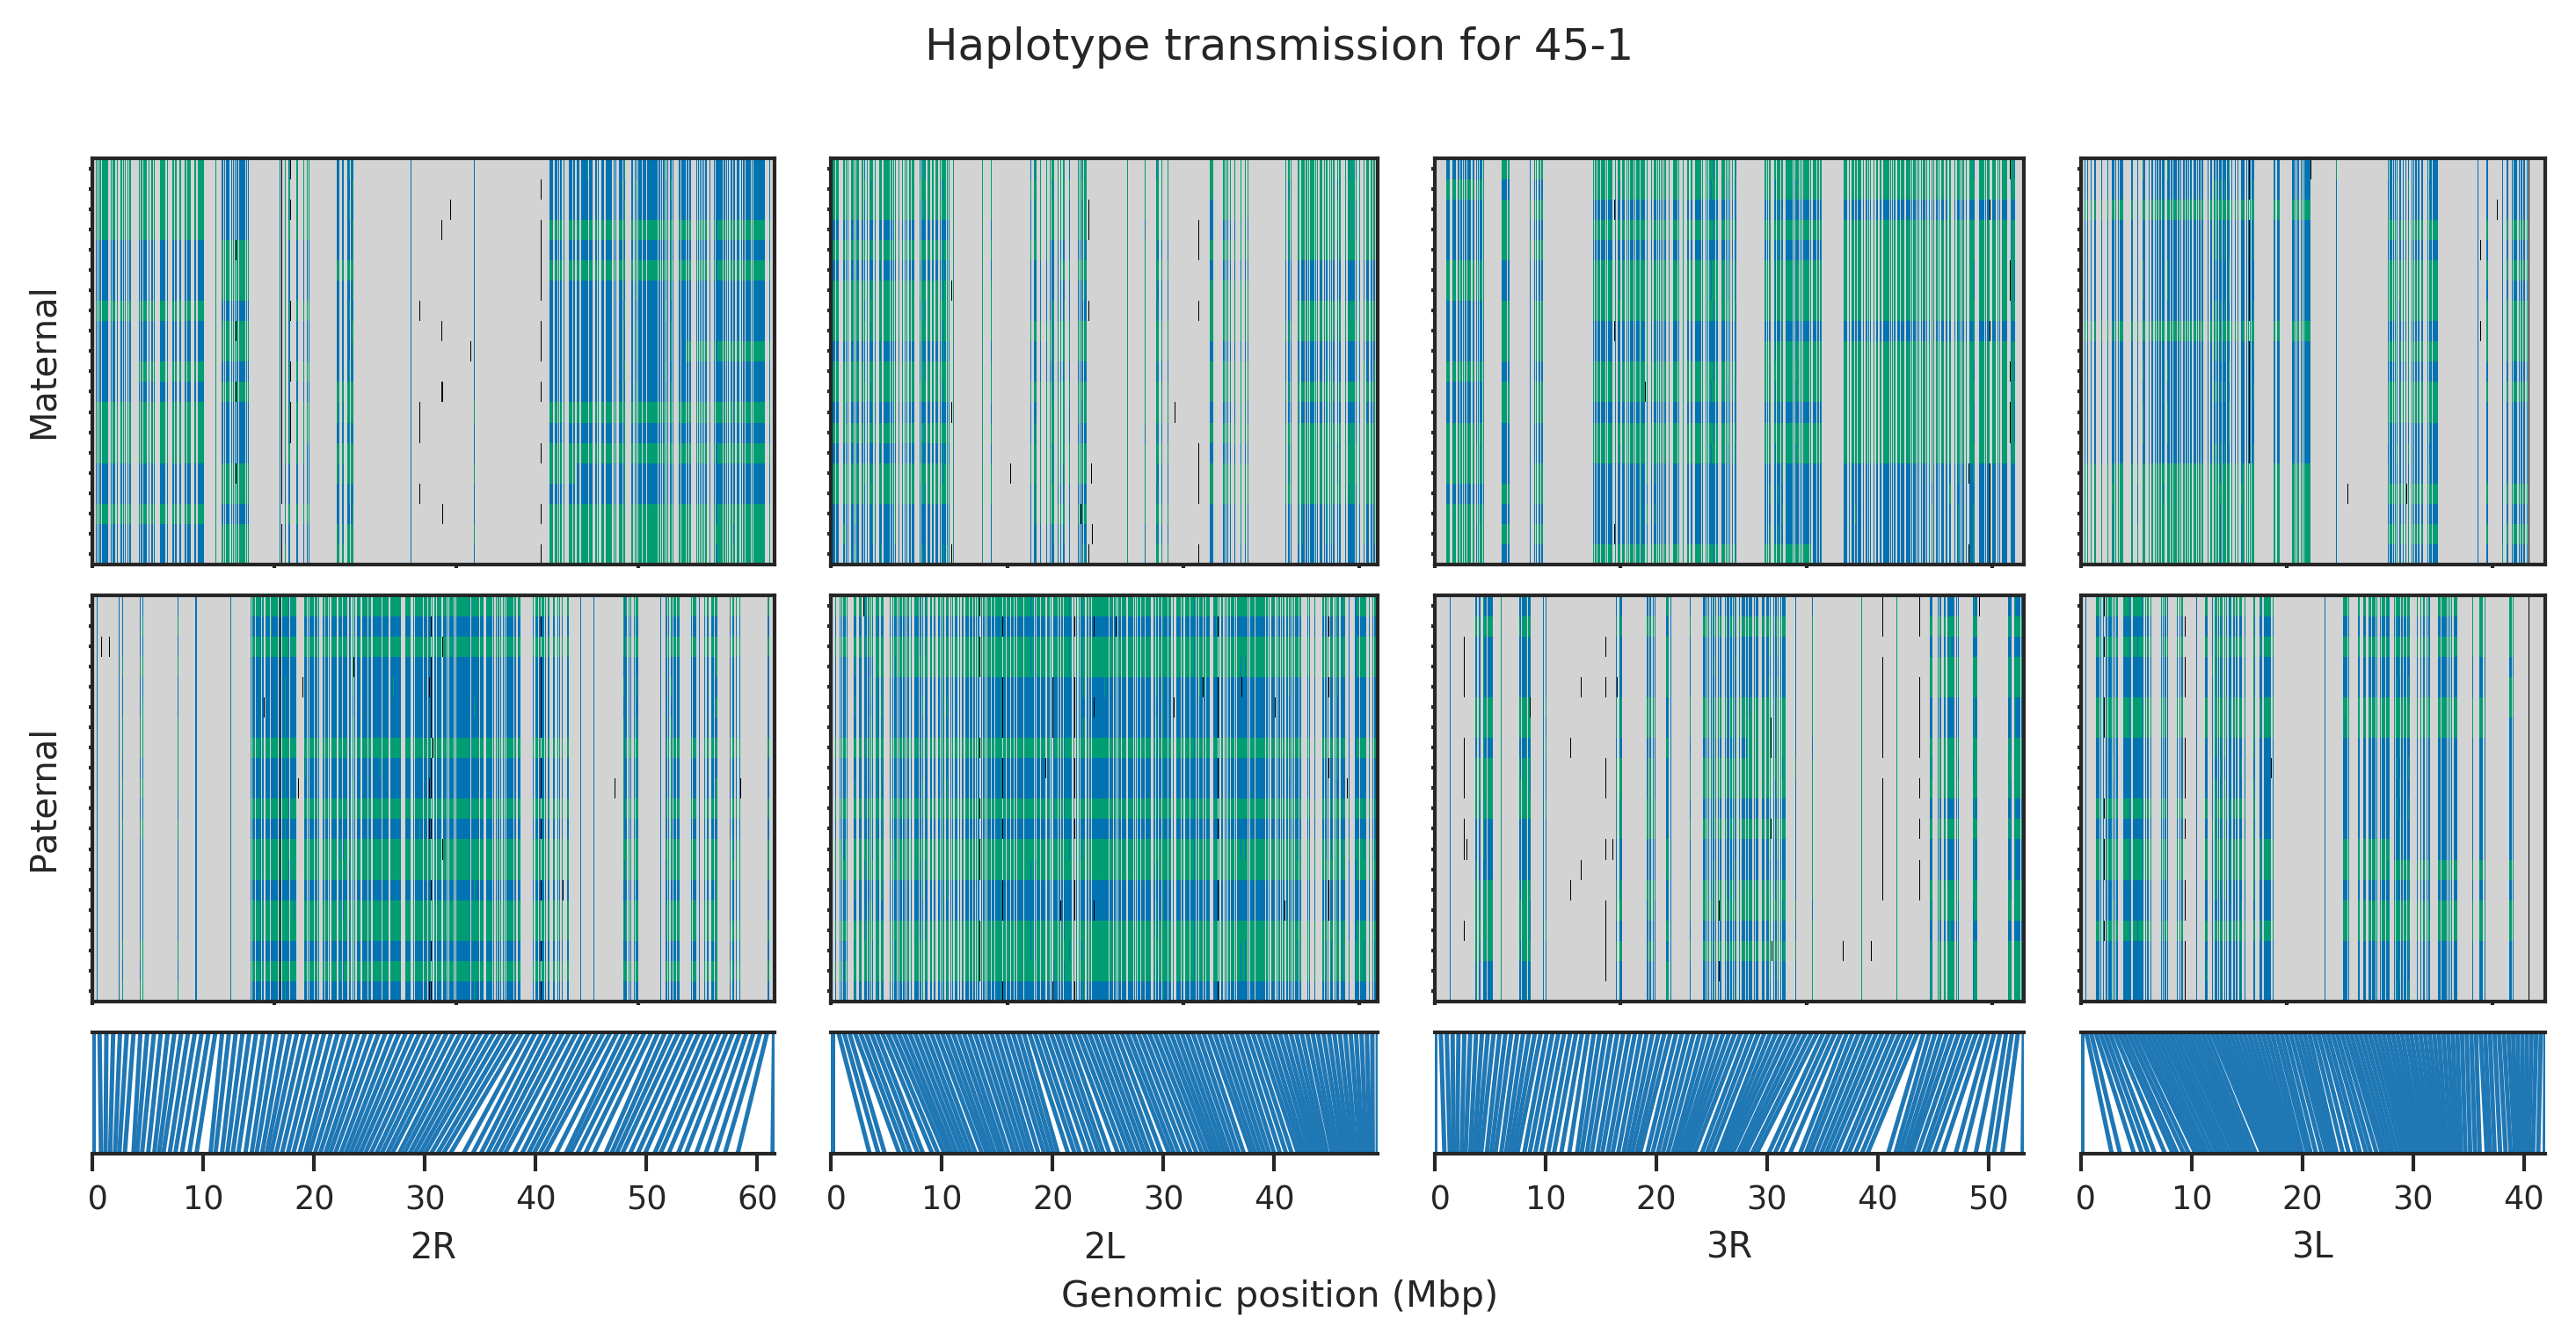 Haplotype transmission for 45-1
Maternal
Paternal
0 10 20 30 40 50 60
0 10 20 30 40
0 10 20 30 40 50
0 10 20 30 40
2R
2L
3R
3L
Genomic position (Mbp)